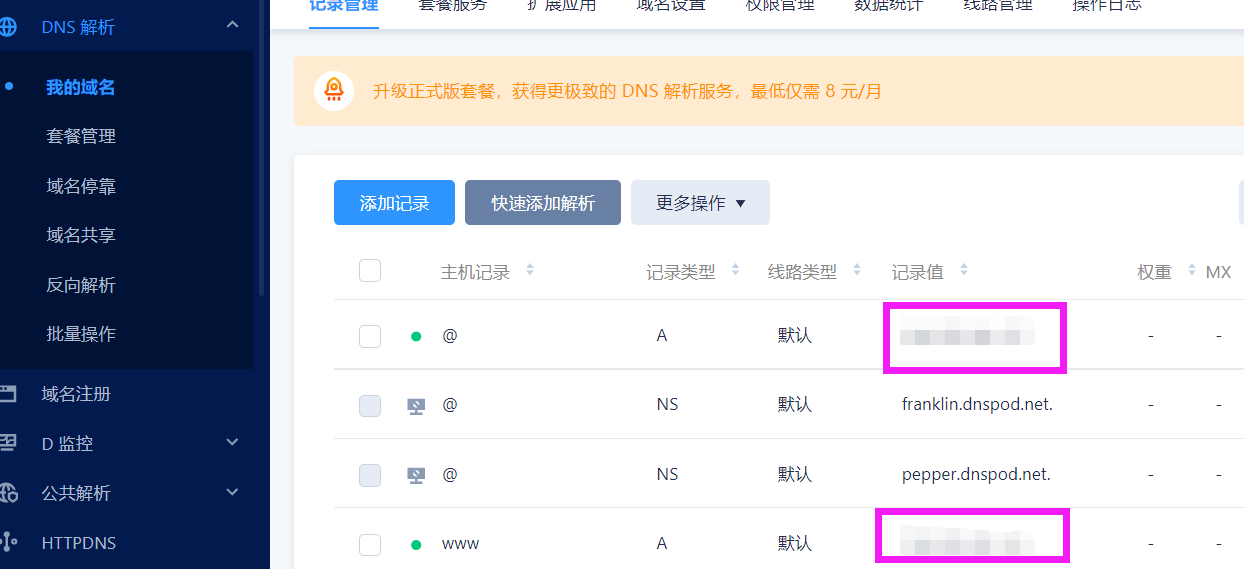 记录管理 套餐服务 扩展应用 域名设置 权限管理 数据统计 线路管理 操作日志
DNS 解析
我的域名
套餐管理
域名停靠
域名共享
反向解析
批量操作
域名注册
D 监控
公共解析
HTTPDNS
升级正式版套餐，获得更极致的 DNS 解析服务，最低仅需 8 元/月
添加记录 快速添加解析 更多操作
主机记录 记录类型 线路类型 记录值 权重 MX
@ A 默认 - -
@ NS 默认 franklin.dnspod.net. - -
@ NS 默认 pepper.dnspod.net. - -
www A 默认 - -